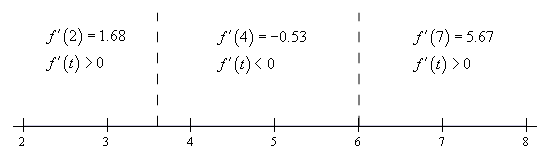 f′(2) = 1.68 f′(4) = −0.53 f′(7) = 5.67
f′(t) > 0 f′(t) < 0 f′(t) > 0
2 3 4 5 6 7 8